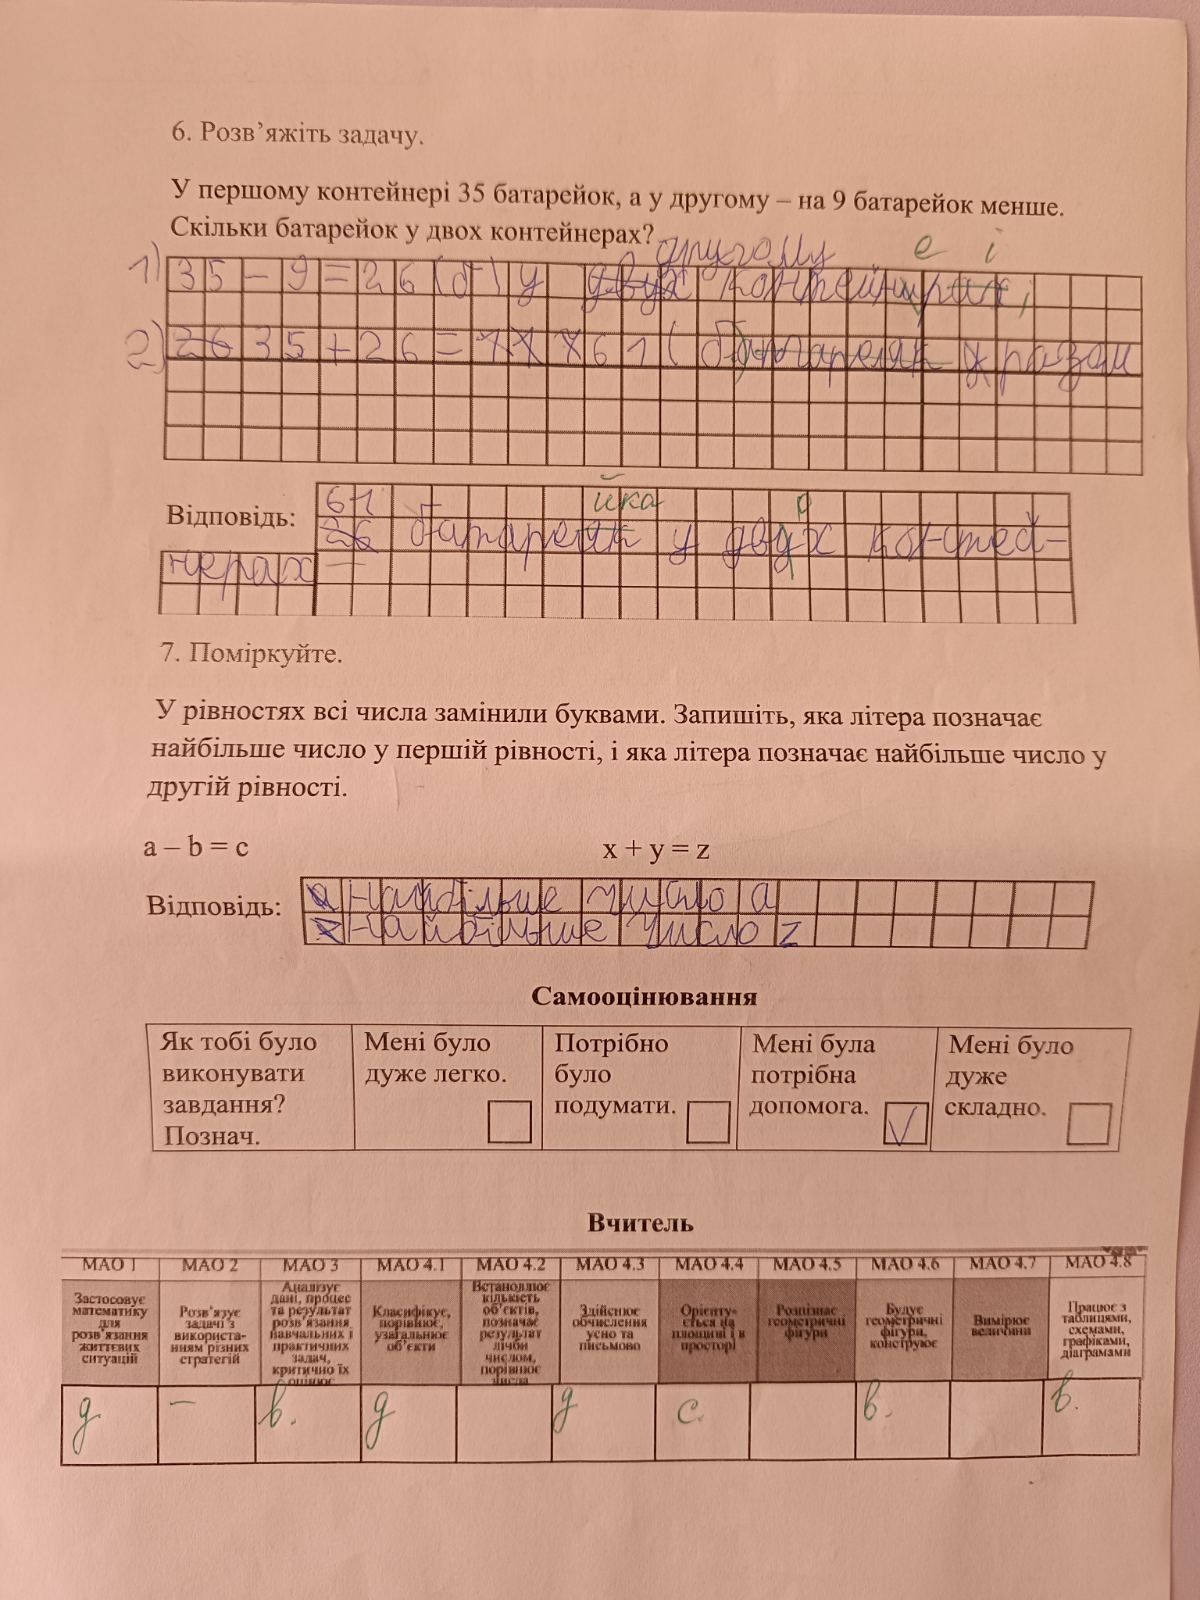 6. Розв’яжіть задачу.
У першому контейнері 35 батарейок, а у другому – на 9 батарейок менше.
Скільки батарейок у двох контейнерах?
другому е і
1) 35 – 9 = 26 (б) у двух контейнирах;
2) 26 35 + 26 = 61 (б) разом
61 йка о
Відповідь: 26 батареяк у двух контей-
нерах
7. Поміркуйте.
У рівностях всі числа замінили буквами. Запишіть, яка літера позначає
найбільше число у першій рівності, і яка літера позначає найбільше число у
другій рівності.
a – b = c x + y = z
Відповідь: а найбільше число а
z найбільше число z
Самооцінювання
Як тобі було виконувати завдання? Познач.
Мені було дуже легко.
Потрібно було подумати.
Мені була потрібна допомога. √
Мені було дуже складно.
Вчитель
МАО 1 МАО 2 МАО 3 МАО 4.1 МАО 4.2 МАО 4.3 МАО 4.4 МАО 4.5 МАО 4.6 МАО 4.7 МАО 4.8
Застосовує математику для розв’язання життєвих ситуацій
Розв’язує задачі з використанням різних стратегій
Аналізує дані, процес та результат розв’язання навчальних і практичних задач, критично їх оцінює
Класифікує, порівнює, узагальнює об’єкти
Встановлює кількість об’єктів, позначає результат лічби числом, порівнює числа
Здійснює обчислення усно та письмово
Орієнтується на площині і в просторі
Розпізнає геометричні фігури
Будує геометричні фігури, конструює
Вимірює величини
Працює з таблицями, схемами, графіками, діаграмами
д – в. д д с. в. в.